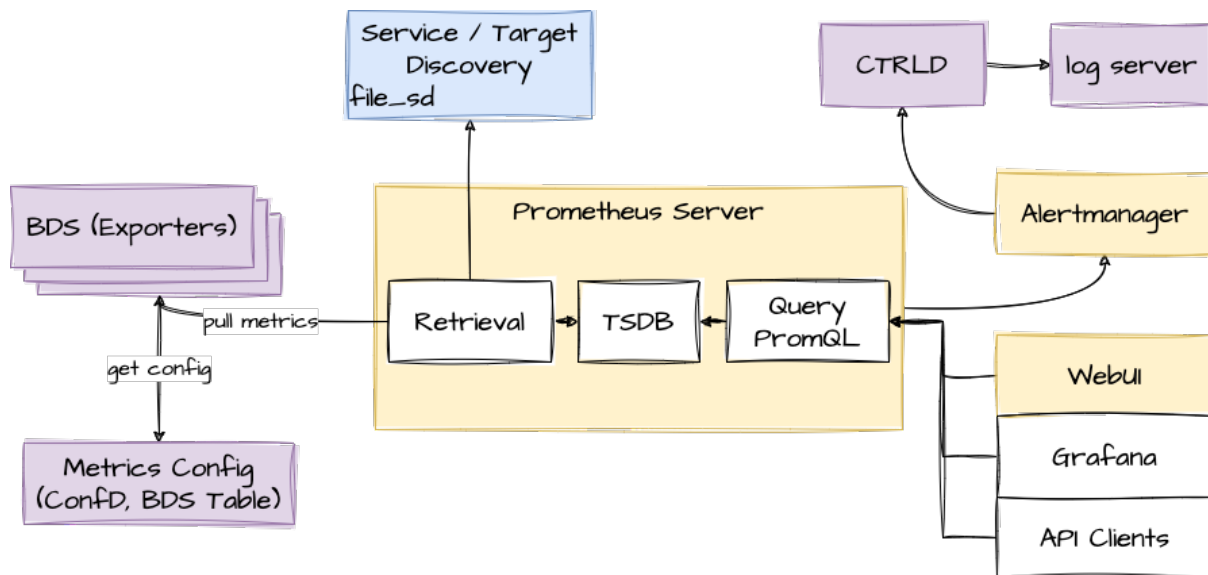 Service / Target
Discovery
file_sd
CTRLD
log server
BDS (Exporters)
Prometheus Server
Alertmanager
pull metrics
Retrieval
TSDB
Query
PromQL
get config
WebUI
Metrics Config
(ConfD, BDS Table)
Grafana
API Clients